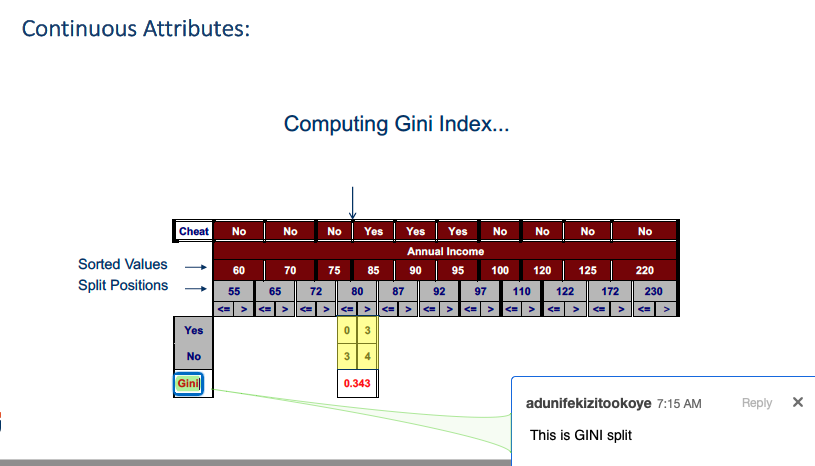 Continuous Attributes:
Computing Gini Index...
Cheat No No No Yes Yes Yes No No No No
Annual Income
Sorted Values 60 70 75 85 90 95 100 120 125 220
Split Positions 55 65 72 80 87 92 97 110 122 172 230
<= > <= > <= > <= > <= > <= > <= > <= > <= > <= > <= >
Yes 0 3
No 3 4
Gini 0.343
adunifekizitookoye 7:15 AM Reply ×
This is GINI split